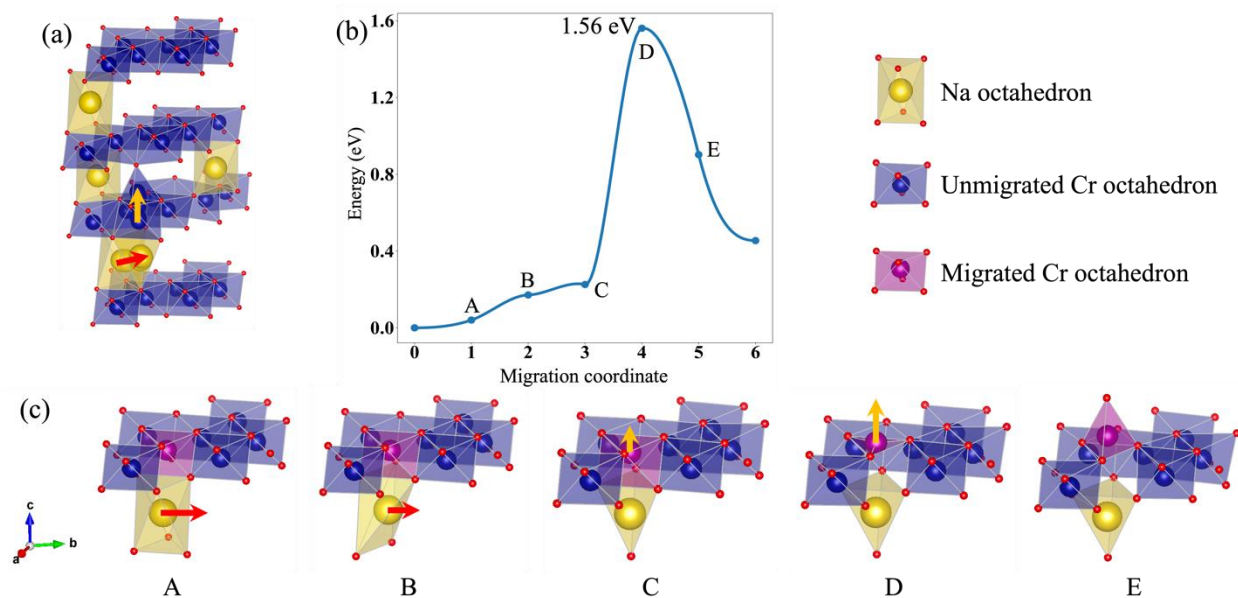 (a)
(b)
1.56 eV
Energy (eV)
1.6
1.2
0.8
0.4
0.0
A
B
C
D
E
0 1 2 3 4 5 6
Migration coordinate
Na octahedron
Unmigrated Cr octahedron
Migrated Cr octahedron
(c)
c
a
b
A B C D E